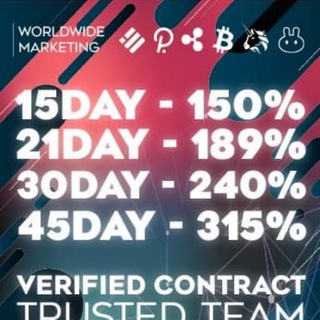 WORLDWIDE
MARKETING
15DAY - 150%
21DAY - 189%
30DAY - 240%
45DAY - 315%
VERIFIED CONTRACT
TRUSTED TEAM